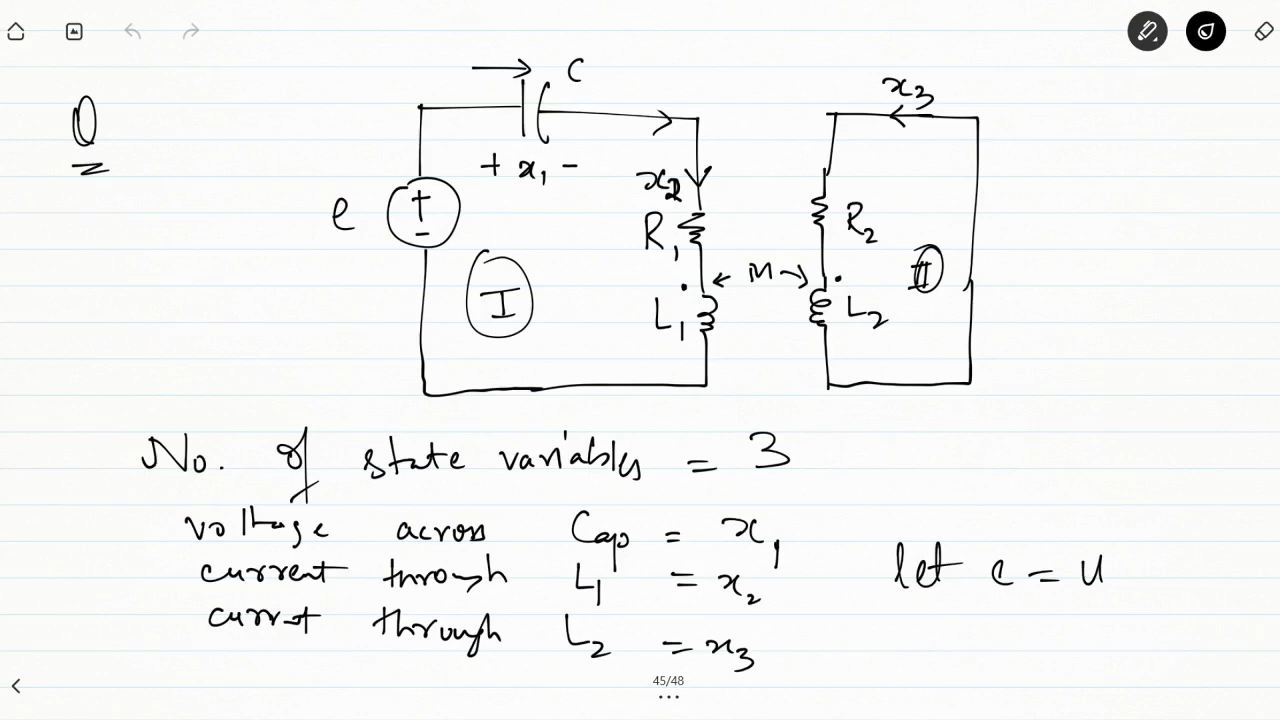 Q
C
+ x1 -
x3
e
+
-
x2
R1
R2
I
← M →
II
L1
L2
No. of state variables = 3
voltage across Cap = x1
current through L1 = x2
let e = u
current through L2 = x3
45/48